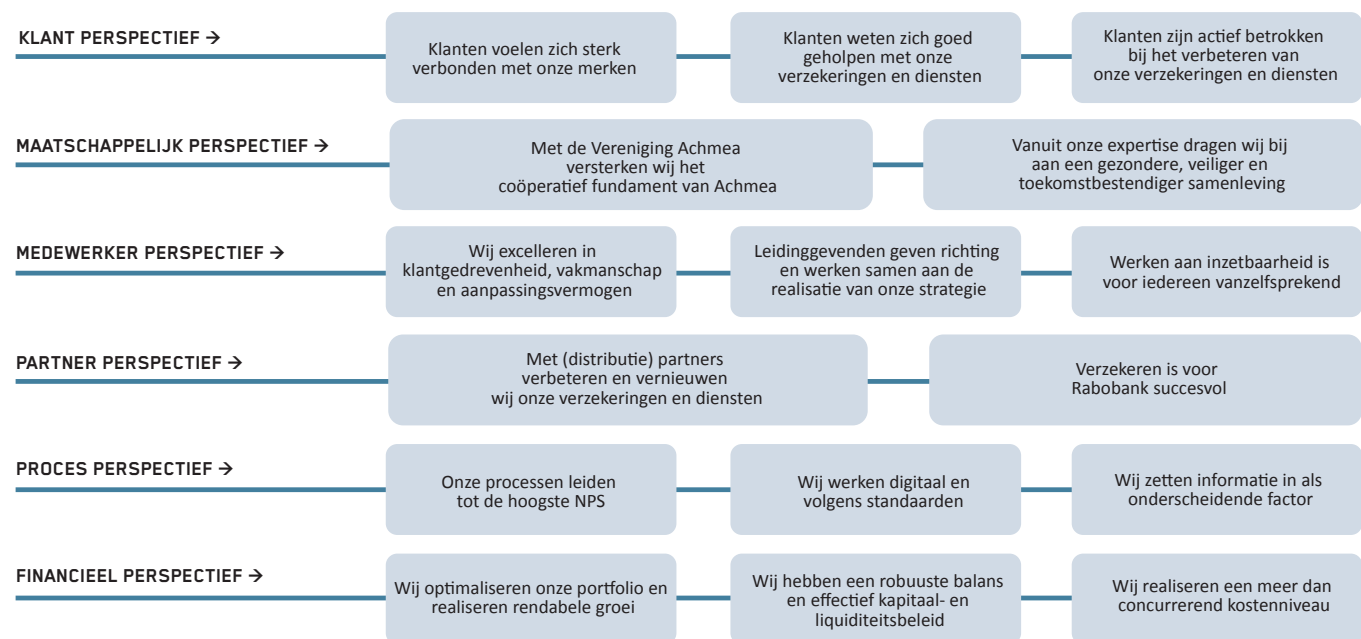 KLANT PERSPECTIEF →
Klanten voelen zich sterk
verbonden met onze merken
Klanten weten zich goed
geholpen met onze
verzekeringen en diensten
Klanten zijn actief betrokken
bij het verbeteren van
onze verzekeringen en diensten
MAATSCHAPPELIJK PERSPECTIEF →
Met de Vereniging Achmea
versterken wij het
coöperatief fundament van Achmea
Vanuit onze expertise dragen wij bij
aan een gezondere, veiliger en
toekomstbestendiger samenleving
MEDEWERKER PERSPECTIEF →
Wij excelleren in
klantgedrevenheid, vakmanschap
en aanpassingsvermogen
Leidinggevenden geven richting
en werken samen aan de
realisatie van onze strategie
Werken aan inzetbaarheid is
voor iedereen vanzelfsprekend
PARTNER PERSPECTIEF →
Met (distributie) partners
verbeteren en vernieuwen
wij onze verzekeringen en diensten
Verzekeren is voor
Rabobank succesvol
PROCES PERSPECTIEF →
Onze processen leiden
tot de hoogste NPS
Wij werken digitaal en
volgens standaarden
Wij zetten informatie in als
onderscheidende factor
FINANCIEEL PERSPECTIEF →
Wij optimaliseren onze portfolio en
realiseren rendabele groei
Wij hebben een robuuste balans
en effectief kapitaal- en
liquiditeitsbeleid
Wij realiseren een meer dan
concurrerend kostenniveau